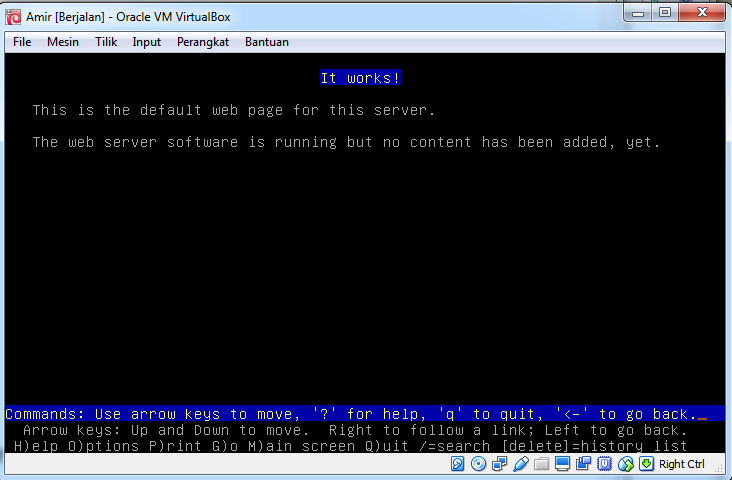 Amir [Berjalan] - Oracle VM VirtualBox
File Mesin Tilik Input Perangkat Bantuan
It works!
This is the default web page for this server.
The web server software is running but no content has been added, yet.
Commands: Use arrow keys to move, '?' for help, 'q' to quit, '<-' to go back.
Arrow keys: Up and Down to move. Right to follow a link; Left to go back.
H)elp O)ptions P)rint G)o M)ain screen Q)uit /=search [delete]=history list
Right Ctrl